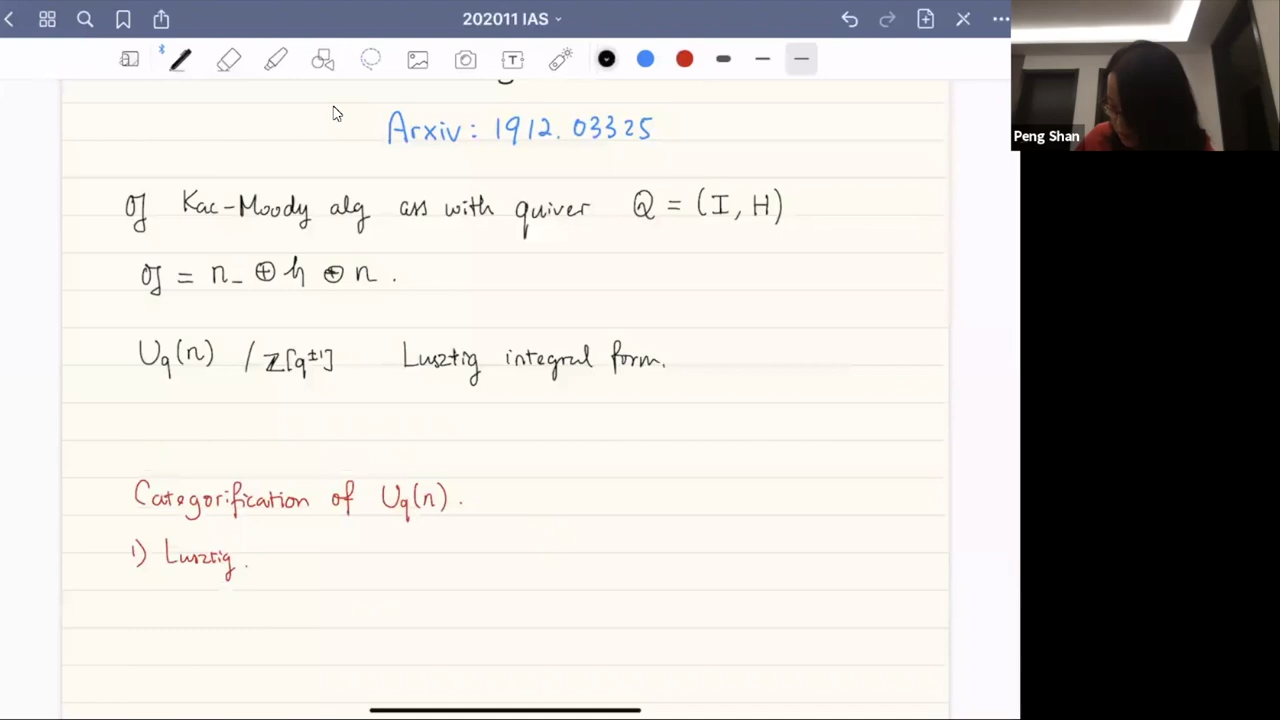 202011 IAS
T
Peng Shan
Arxiv: 1912.03325
𝔤 Kac-Moody alg ass with quiver Q = (I, H)
𝔤 = n_ ⊕ h ⊕ n .
Uq(n) / ℤ[q±1] Lusztig integral form.
Categorification of Uq(n).
1) Lusztig.